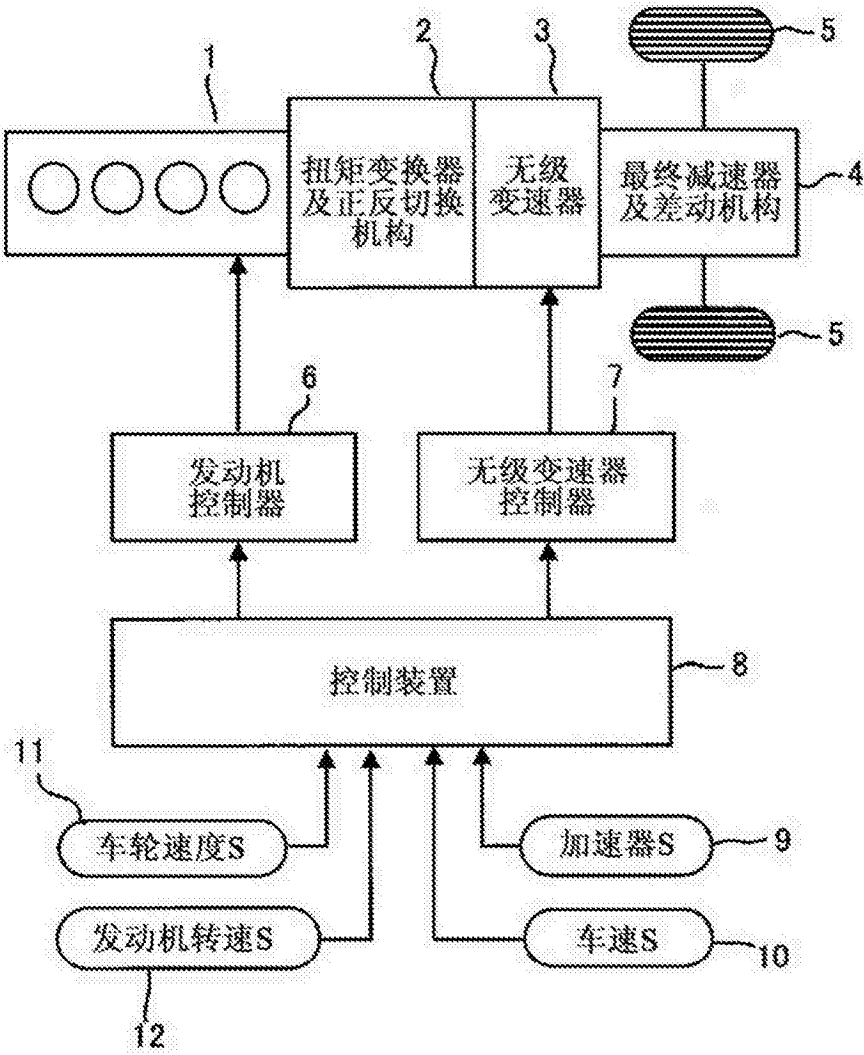 1
2
3
5
扭矩变换器
及正反切换
机构
无级
变速器
最终减速器
及差动机构
4
5
6
7
发动机
控制器
无级变速器
控制器
控制装置
8
11
车轮速度S
加速器S
9
发动机转速S
车速S
10
12